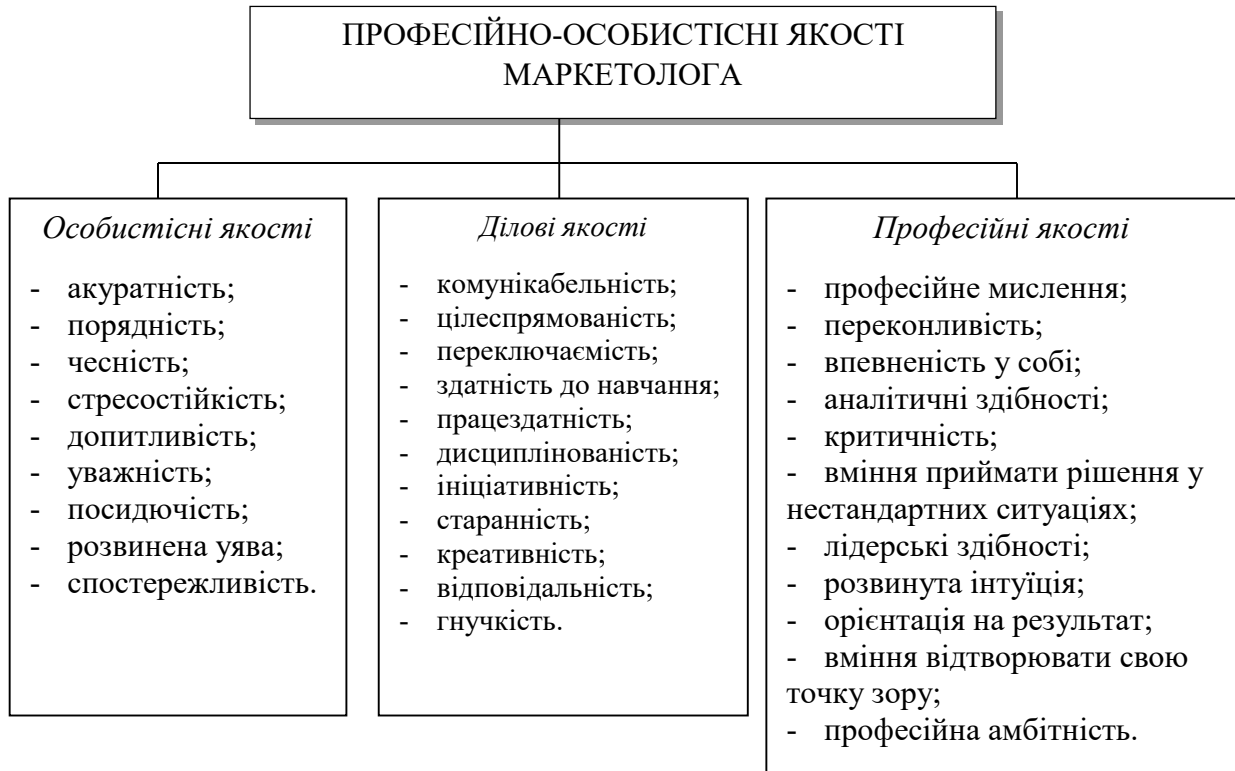 ПРОФЕСІЙНО-ОСОБИСТІСНІ ЯКОСТІ
МАРКЕТОЛОГА
Особистісні якості
- акуратність;
- порядність;
- чесність;
- стресостійкість;
- допитливість;
- уважність;
- посидючість;
- розвинена уява;
- спостережливість.
Ділові якості
- комунікабельність;
- цілеспрямованість;
- переключаємість;
- здатність до навчання;
- працездатність;
- дисциплінованість;
- ініціативність;
- старанність;
- креативність;
- відповідальність;
- гнучкість.
Професійні якості
- професійне мислення;
- переконливість;
- впевненість у собі;
- аналітичні здібності;
- критичність;
- вміння приймати рішення у
нестандартних ситуаціях;
- лідерські здібності;
- розвинута інтуїція;
- орієнтація на результат;
- вміння відтворювати свою
точку зору;
- професійна амбітність.